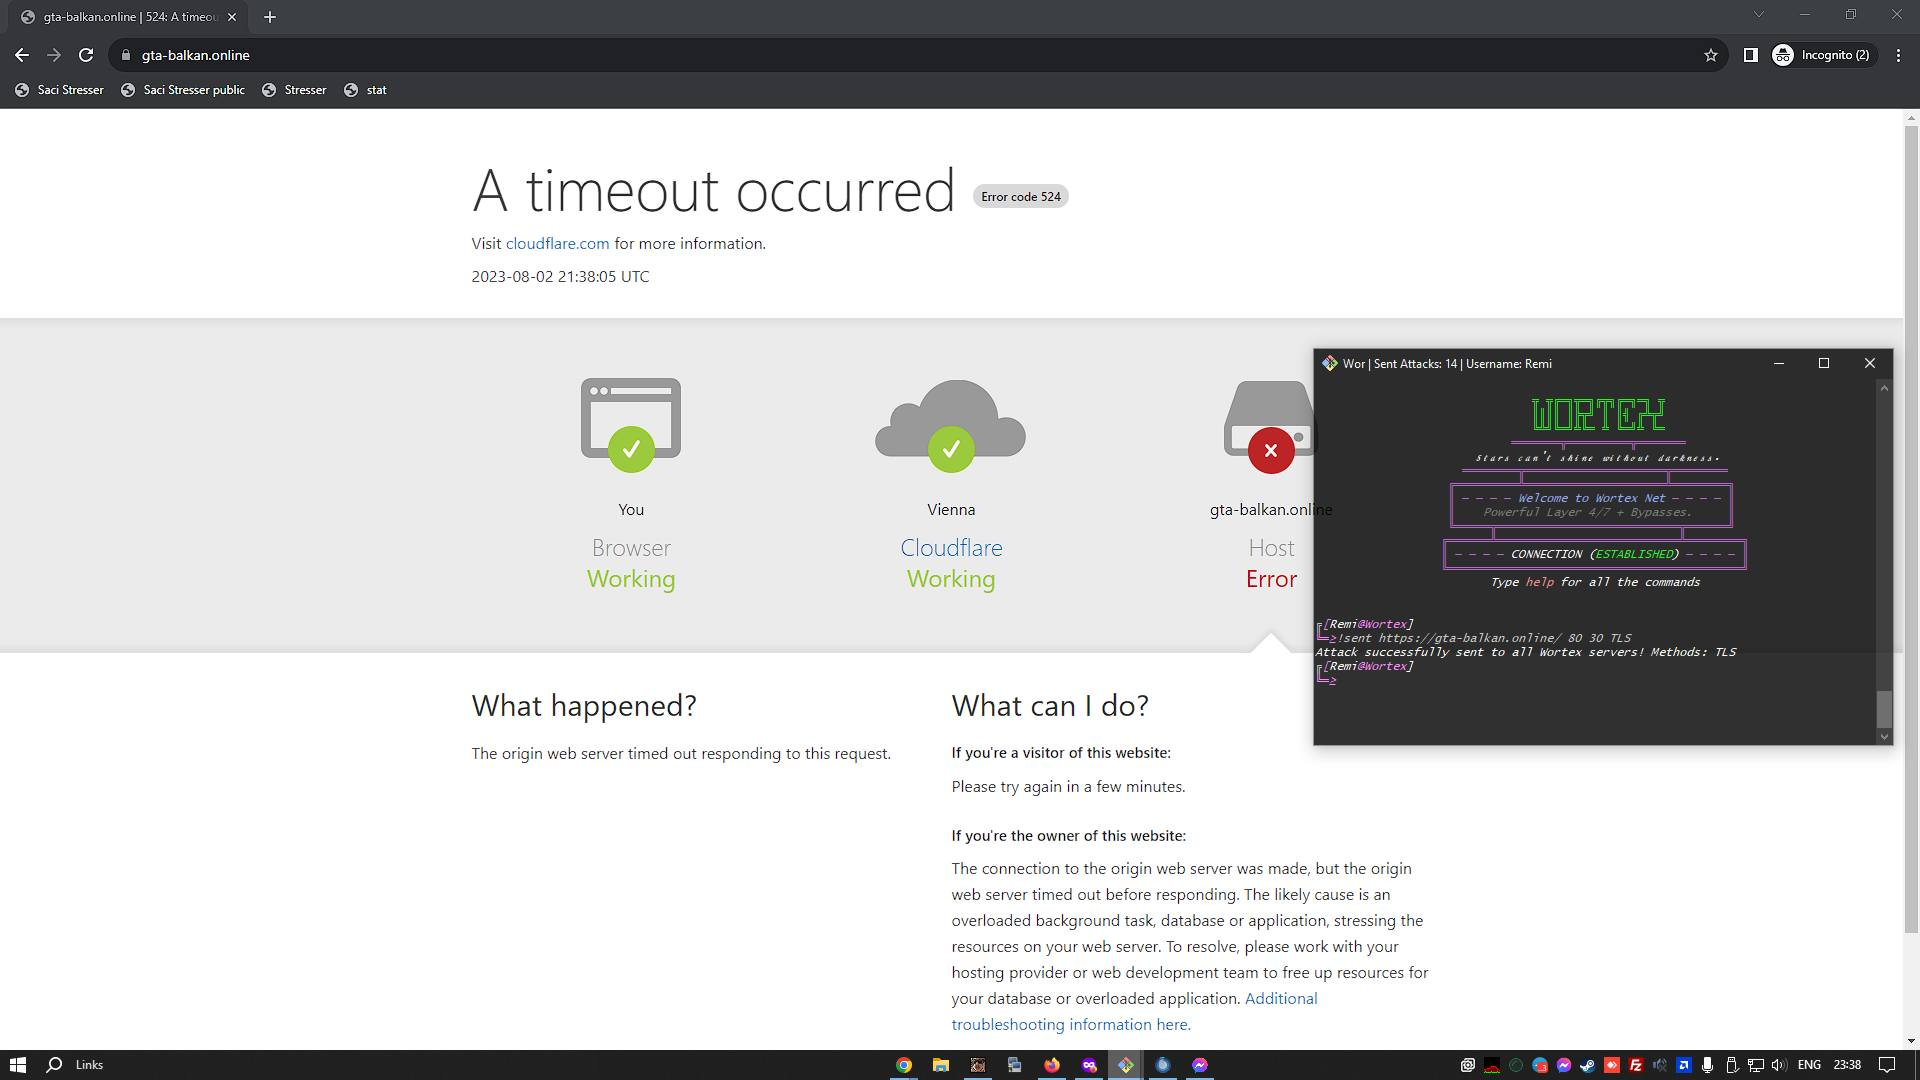 gta-balkan.online | 524: A timeou
gta-balkan.online
Incognito (2)
Saci Stresser
Saci Stresser public
Stresser
stat
A timeout occurred
Error code 524
Visit cloudflare.com for more information.
2023-08-02 21:38:05 UTC
You
Browser
Working
Vienna
Cloudflare
Working
gta-balkan.online
Host
Error
What happened?
The origin web server timed out responding to this request.
What can I do?
If you're a visitor of this website:
Please try again in a few minutes.
If you're the owner of this website:
The connection to the origin web server was made, but the origin
web server timed out before responding. The likely cause is an
overloaded background task, database or application, stressing the
resources on your web server. To resolve, please work with your
hosting provider or web development team to free up resources for
your database or overloaded application. Additional
troubleshooting information here.
Wor | Sent Attacks: 14 | Username: Remi
WORTEX
Stars can't shine without darkness.
- - - - Welcome to Wortex Net - - - -
Powerful Layer 4/7 + Bypasses.
- - - - CONNECTION (ESTABLISHED) - - - -
Type help for all the commands
╔[Remi@Wortex]
╚═>!sent https://gta-balkan.online/ 80 30 TLS
Attack successfully sent to all Wortex servers! Methods: TLS
╔[Remi@Wortex]
╚═>
Links
ENG
23:38